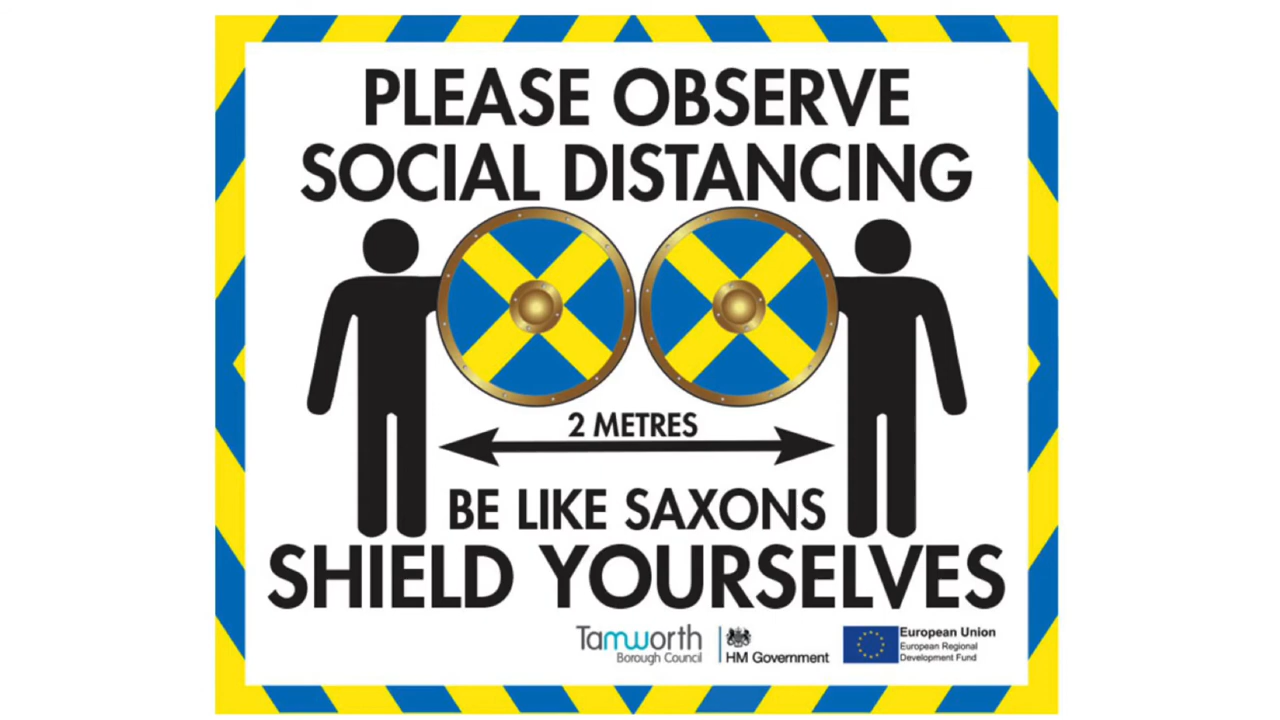 PLEASE OBSERVE
SOCIAL DISTANCING
2 METRES
BE LIKE SAXONS
SHIELD YOURSELVES
Tamworth
Borough Council
HM Government
European Union
European Regional
Development Fund